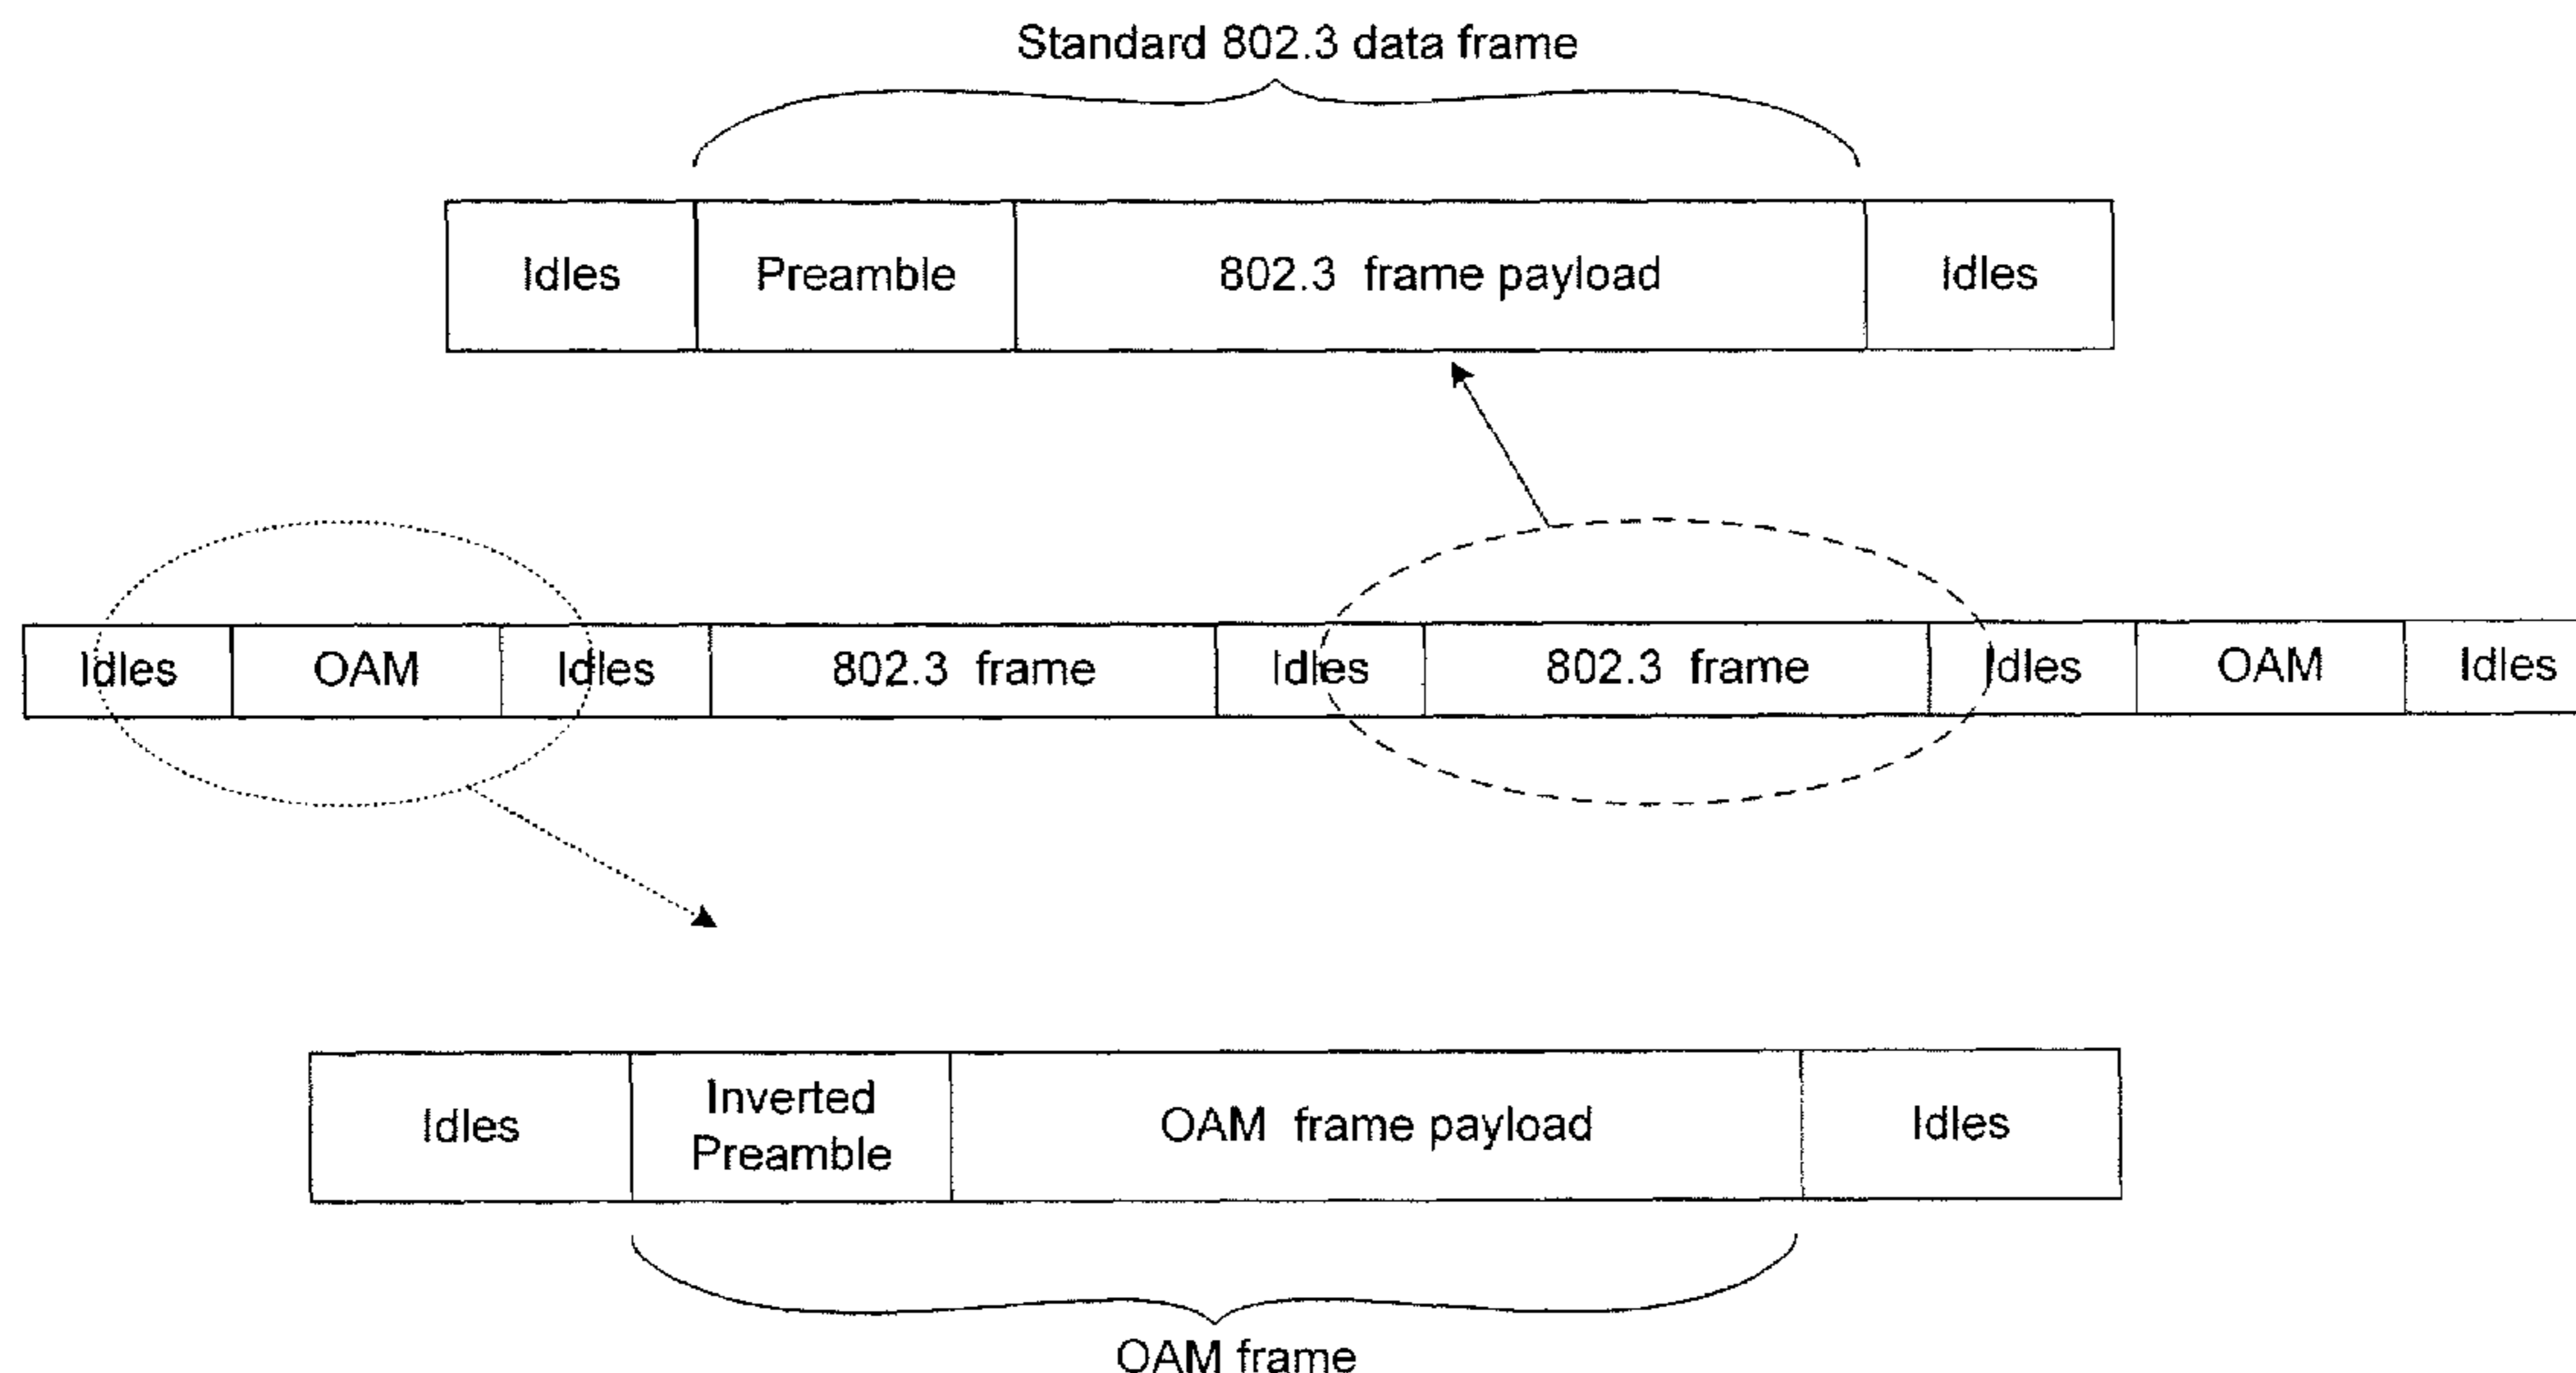 Standard 802.3 data frame
Idles Preamble 802.3 frame payload Idles
Idles OAM Idles 802.3 frame Idles 802.3 frame Idles OAM Idles
Idles Inverted Preamble OAM frame payload Idles
OAM frame